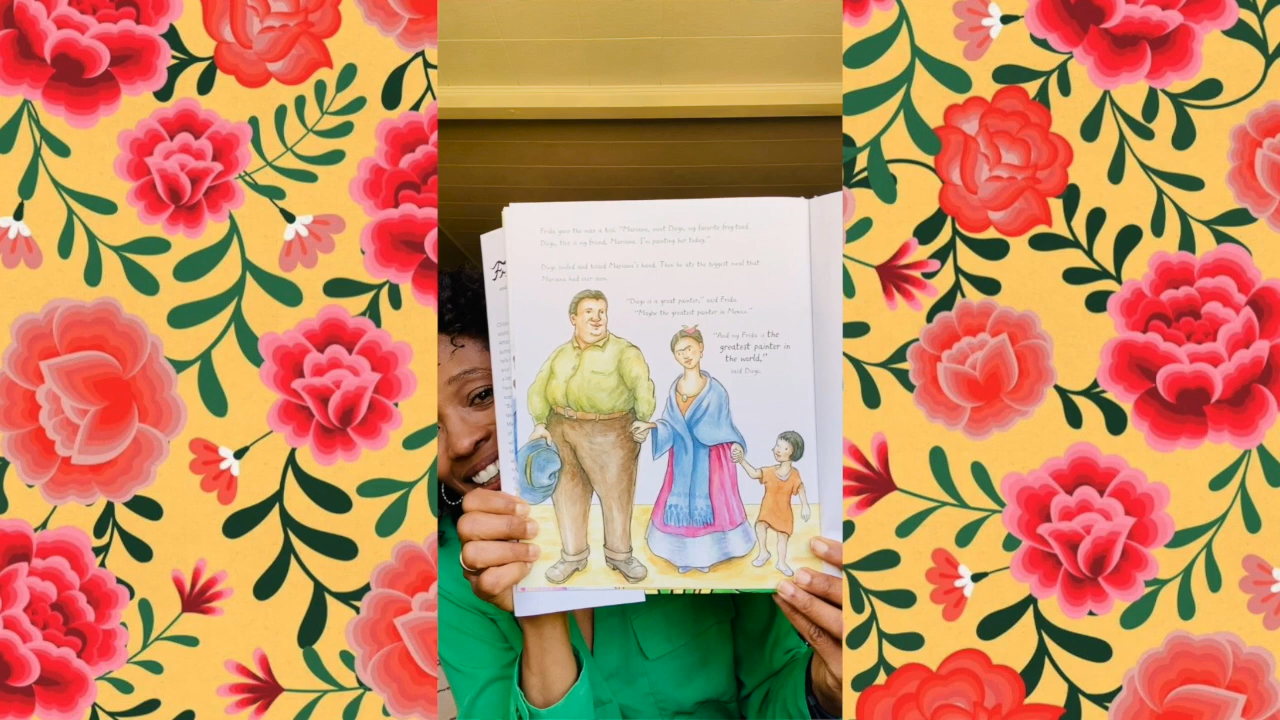 Frida gave the man a kiss. "Mariana, meet Diego, my favorite frog-toad.
Diego, this is my friend, Mariana. I'm painting her today."
Diego smiled and kissed Mariana's hand. Then he ate the biggest meal that
Mariana had ever seen.
"Diego is a great painter," said Frida.
"Maybe the greatest painter in Mexico."
"And my Frida is the
greatest painter in
the world,"
said Diego.